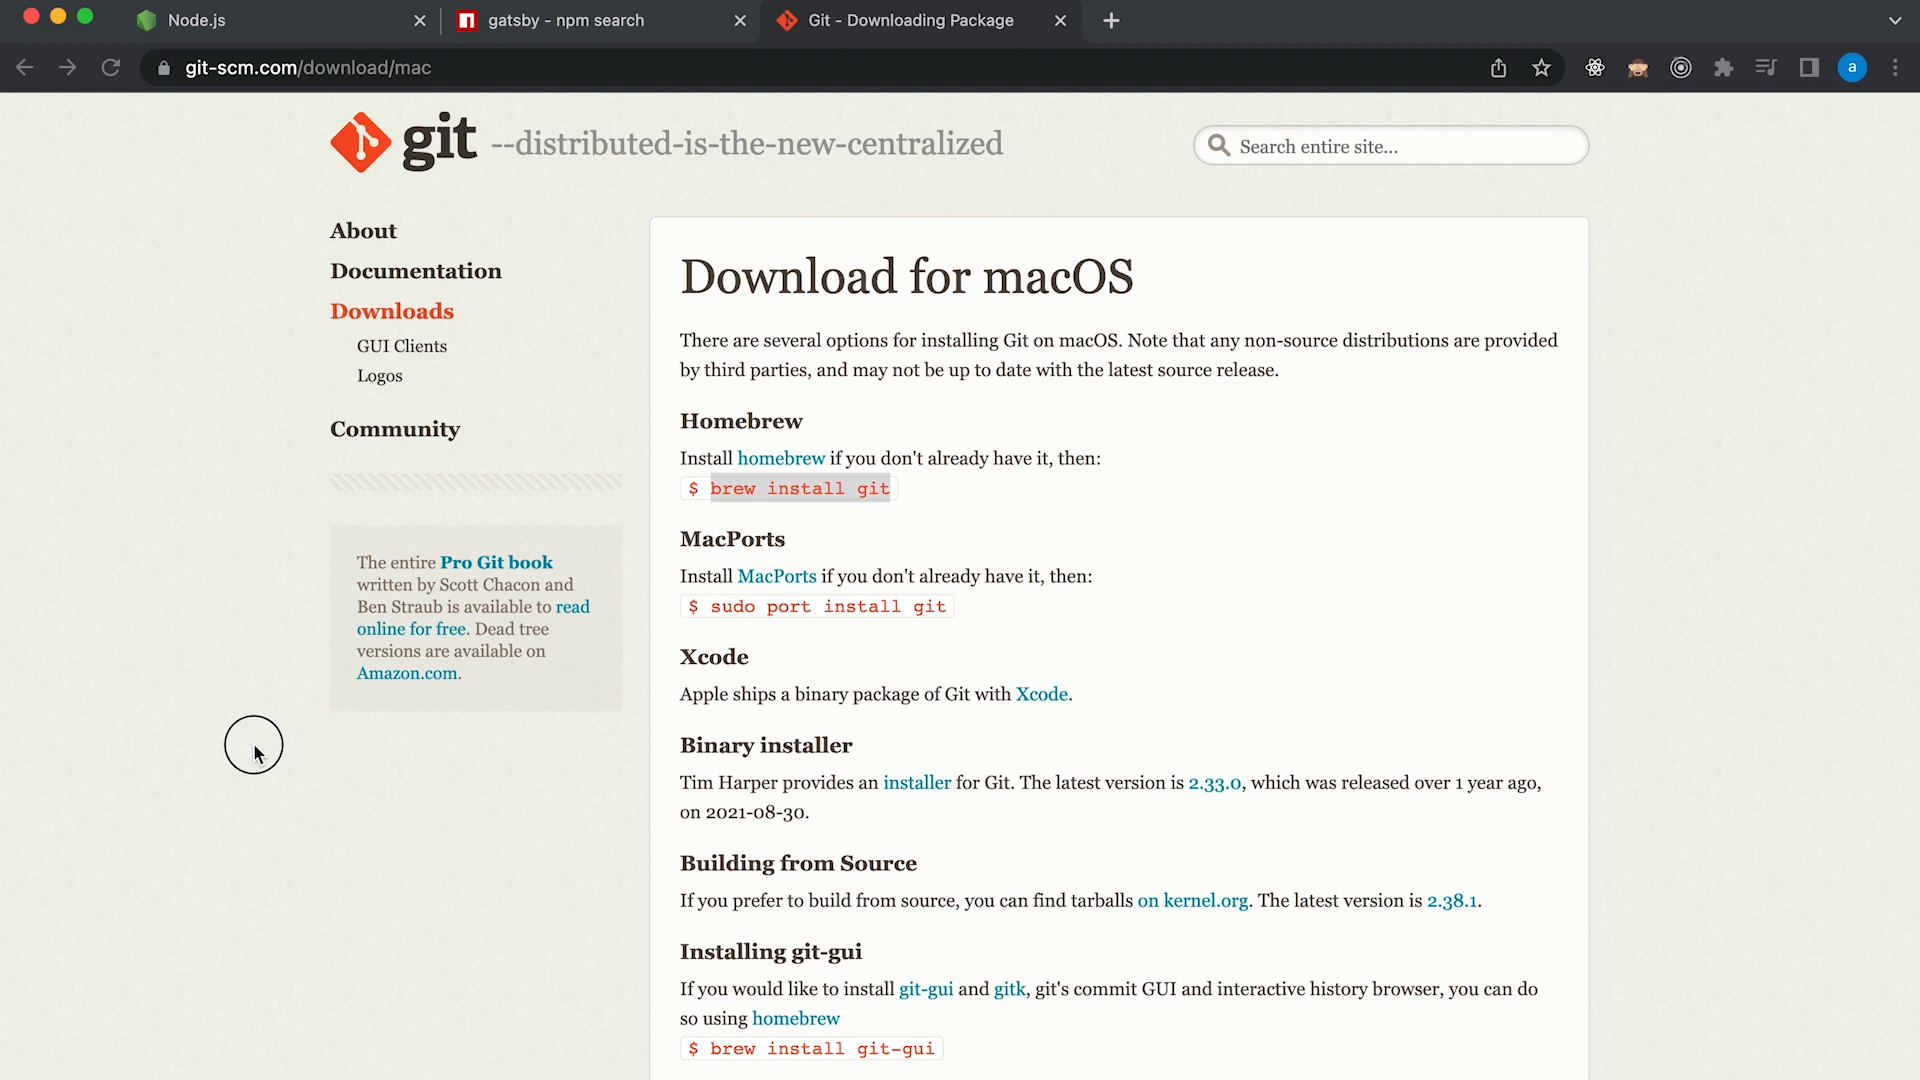 Node.js
gatsby - npm search
Git - Downloading Package
git-scm.com/download/mac
a
git --distributed-is-the-new-centralized
Search entire site...
About
Documentation
Downloads
GUI Clients
Logos
Community
The entire Pro Git book
written by Scott Chacon and
Ben Straub is available to read
online for free. Dead tree
versions are available on
Amazon.com.
Download for macOS
There are several options for installing Git on macOS. Note that any non-source distributions are provided
by third parties, and may not be up to date with the latest source release.
Homebrew
Install homebrew if you don't already have it, then:
$ brew install git
MacPorts
Install MacPorts if you don't already have it, then:
$ sudo port install git
Xcode
Apple ships a binary package of Git with Xcode.
Binary installer
Tim Harper provides an installer for Git. The latest version is 2.33.0, which was released over 1 year ago,
on 2021-08-30.
Building from Source
If you prefer to build from source, you can find tarballs on kernel.org. The latest version is 2.38.1.
Installing git-gui
If you would like to install git-gui and gitk, git's commit GUI and interactive history browser, you can do
so using homebrew
$ brew install git-gui